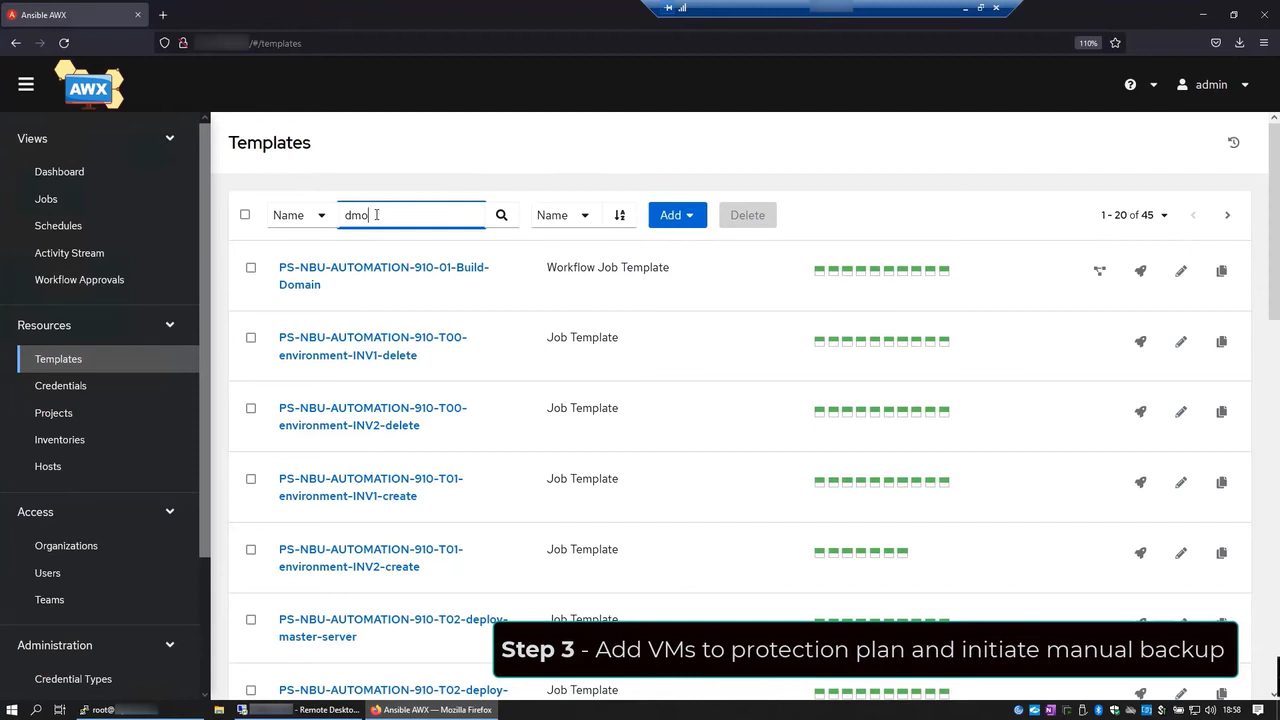 Ansible AWX
/#/templates
110%
AWX
admin
Views
Dashboard
Jobs
Schedules
Activity Stream
Workflow Approvals
Resources
Templates
Credentials
Projects
Inventories
Hosts
Access
Organizations
Users
Teams
Administration
Credential Types
Templates
Name
dmo
Name
Add
Delete
1 - 20 of 45
PS-NBU-AUTOMATION-910-01-Build-
Domain
Workflow Job Template
PS-NBU-AUTOMATION-910-T00-
environment-INV1-delete
Job Template
PS-NBU-AUTOMATION-910-T00-
environment-INV2-delete
Job Template
PS-NBU-AUTOMATION-910-T01-
environment-INV1-create
Job Template
PS-NBU-AUTOMATION-910-T01-
environment-INV2-create
Job Template
PS-NBU-AUTOMATION-910-T02-deploy-
master-server
Job Template
PS-NBU-AUTOMATION-910-T02-deploy-
Job Template
Step 3 - Add VMs to protection plan and initiate manual backup
root@
- Remote Desktop...
Ansible AWX — Mozilla Firefox
18:58